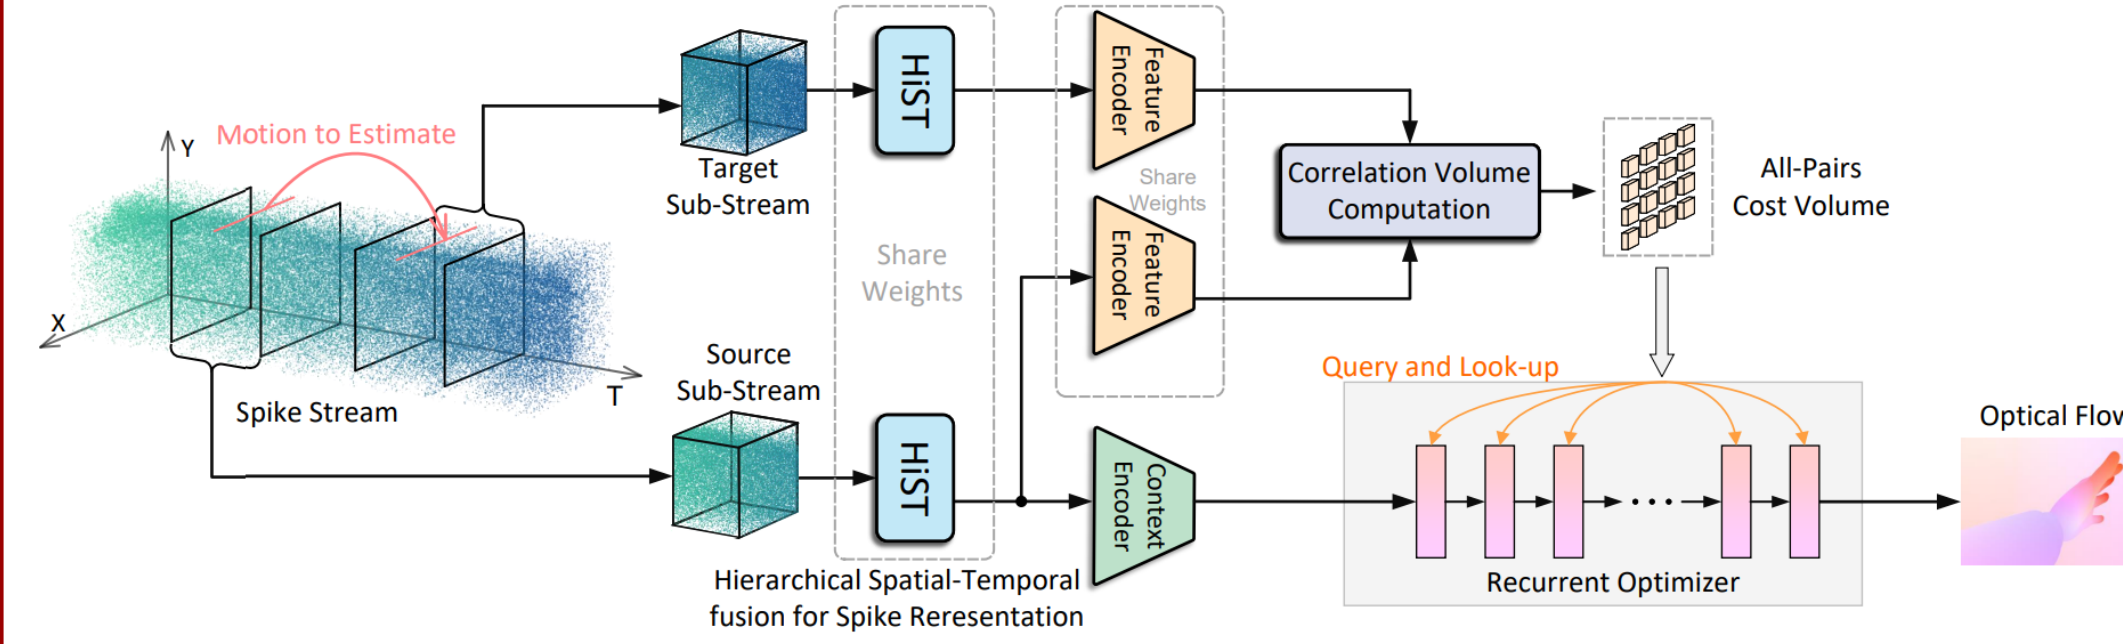 Motion to Estimate
Y
X
T
Spike Stream
Target
Sub-Stream
Source
Sub-Stream
HiST
Share
Weights
HiST
Hierarchical Spatial-Temporal
fusion for Spike Reresentation
Feature
Encoder
Share
Weights
Feature
Encoder
Context
Encoder
Correlation Volume
Computation
All-Pairs
Cost Volume
Query and Look-up
Recurrent Optimizer
Optical Flow